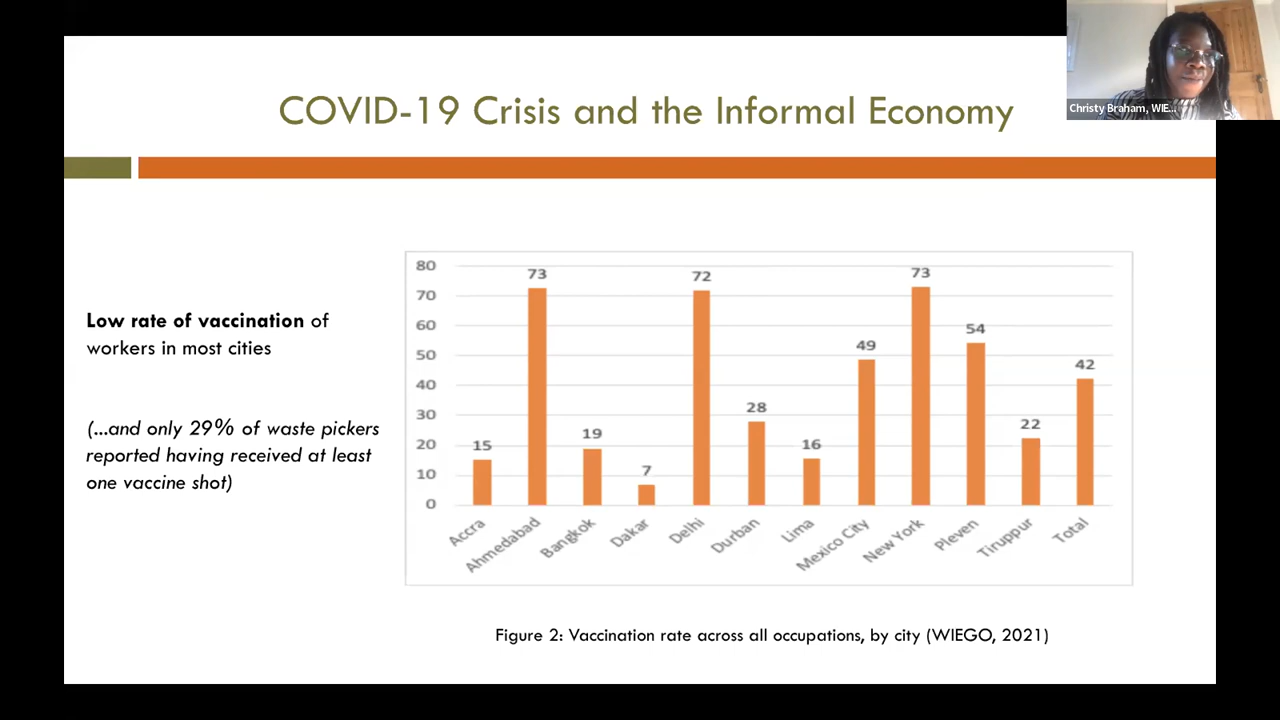 COVID-19 Crisis and the Informal Economy
Christy Braham, WIE...
Low rate of vaccination of
workers in most cities
(...and only 29% of waste pickers
reported having received at least
one vaccine shot)
80
70
60
50
40
30
20
10
0
15
73
19
7
72
28
16
49
73
54
22
42
Accra
Ahmedabad
Bangkok
Dakar
Delhi
Durban
Lima
Mexico City
New York
Pleven
Tiruppur
Total
Figure 2: Vaccination rate across all occupations, by city (WIEGO, 2021)